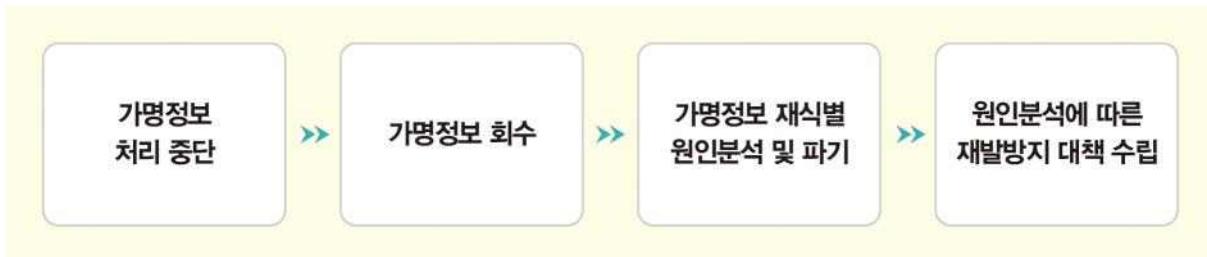 가명정보
처리 중단
가명정보 회수
가명정보 재식별
원인분석 및 파기
원인분석에 따른
재발방지 대책 수립